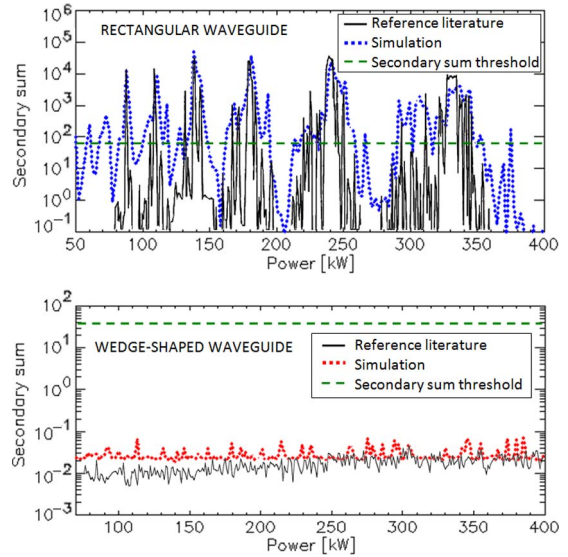 RECTANGULAR WAVEGUIDE
Reference literature
Simulation
Secondary sum threshold
Secondary sum
10^6
10^5
10^4
10^3
10^2
10^1
10^0
10^-1
50 100 150 200 250 300 350 400
Power [kW]
WEDGE-SHAPED WAVEGUIDE
Reference literature
Simulation
Secondary sum threshold
Secondary sum
10^2
10^1
10^0
10^-1
10^-2
10^-3
100 150 200 250 300 350 400
Power [kW]